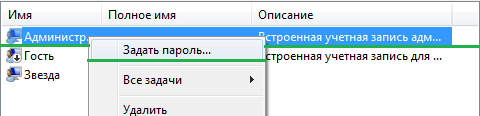 Имя Полное имя Описание
Администр... Встроенная учетная запись адм...
Задать пароль...
Гость Встроенная учетная запись для ...
Все задачи
Звезда
Удалить